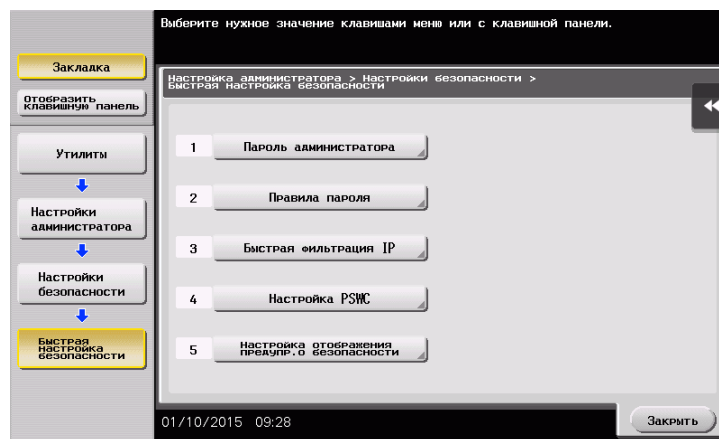 Выберите нужное значение клавишами меню или с клавишной панели.
Закладка
Отобразить
клавишную панель
Утилиты
Настройки
администратора
Настройки
безопасности
Быстрая
настройка
безопасности
Настройка администратора > Настройки безопасности >
Быстрая настройка безопасности
1 Пароль администратора
2 Правила пароля
3 Быстрая фильтрация IP
4 Настройка PSWC
5 Настройка отображения
предупр.о безопасности
01/10/2015 09:28
Закрыть